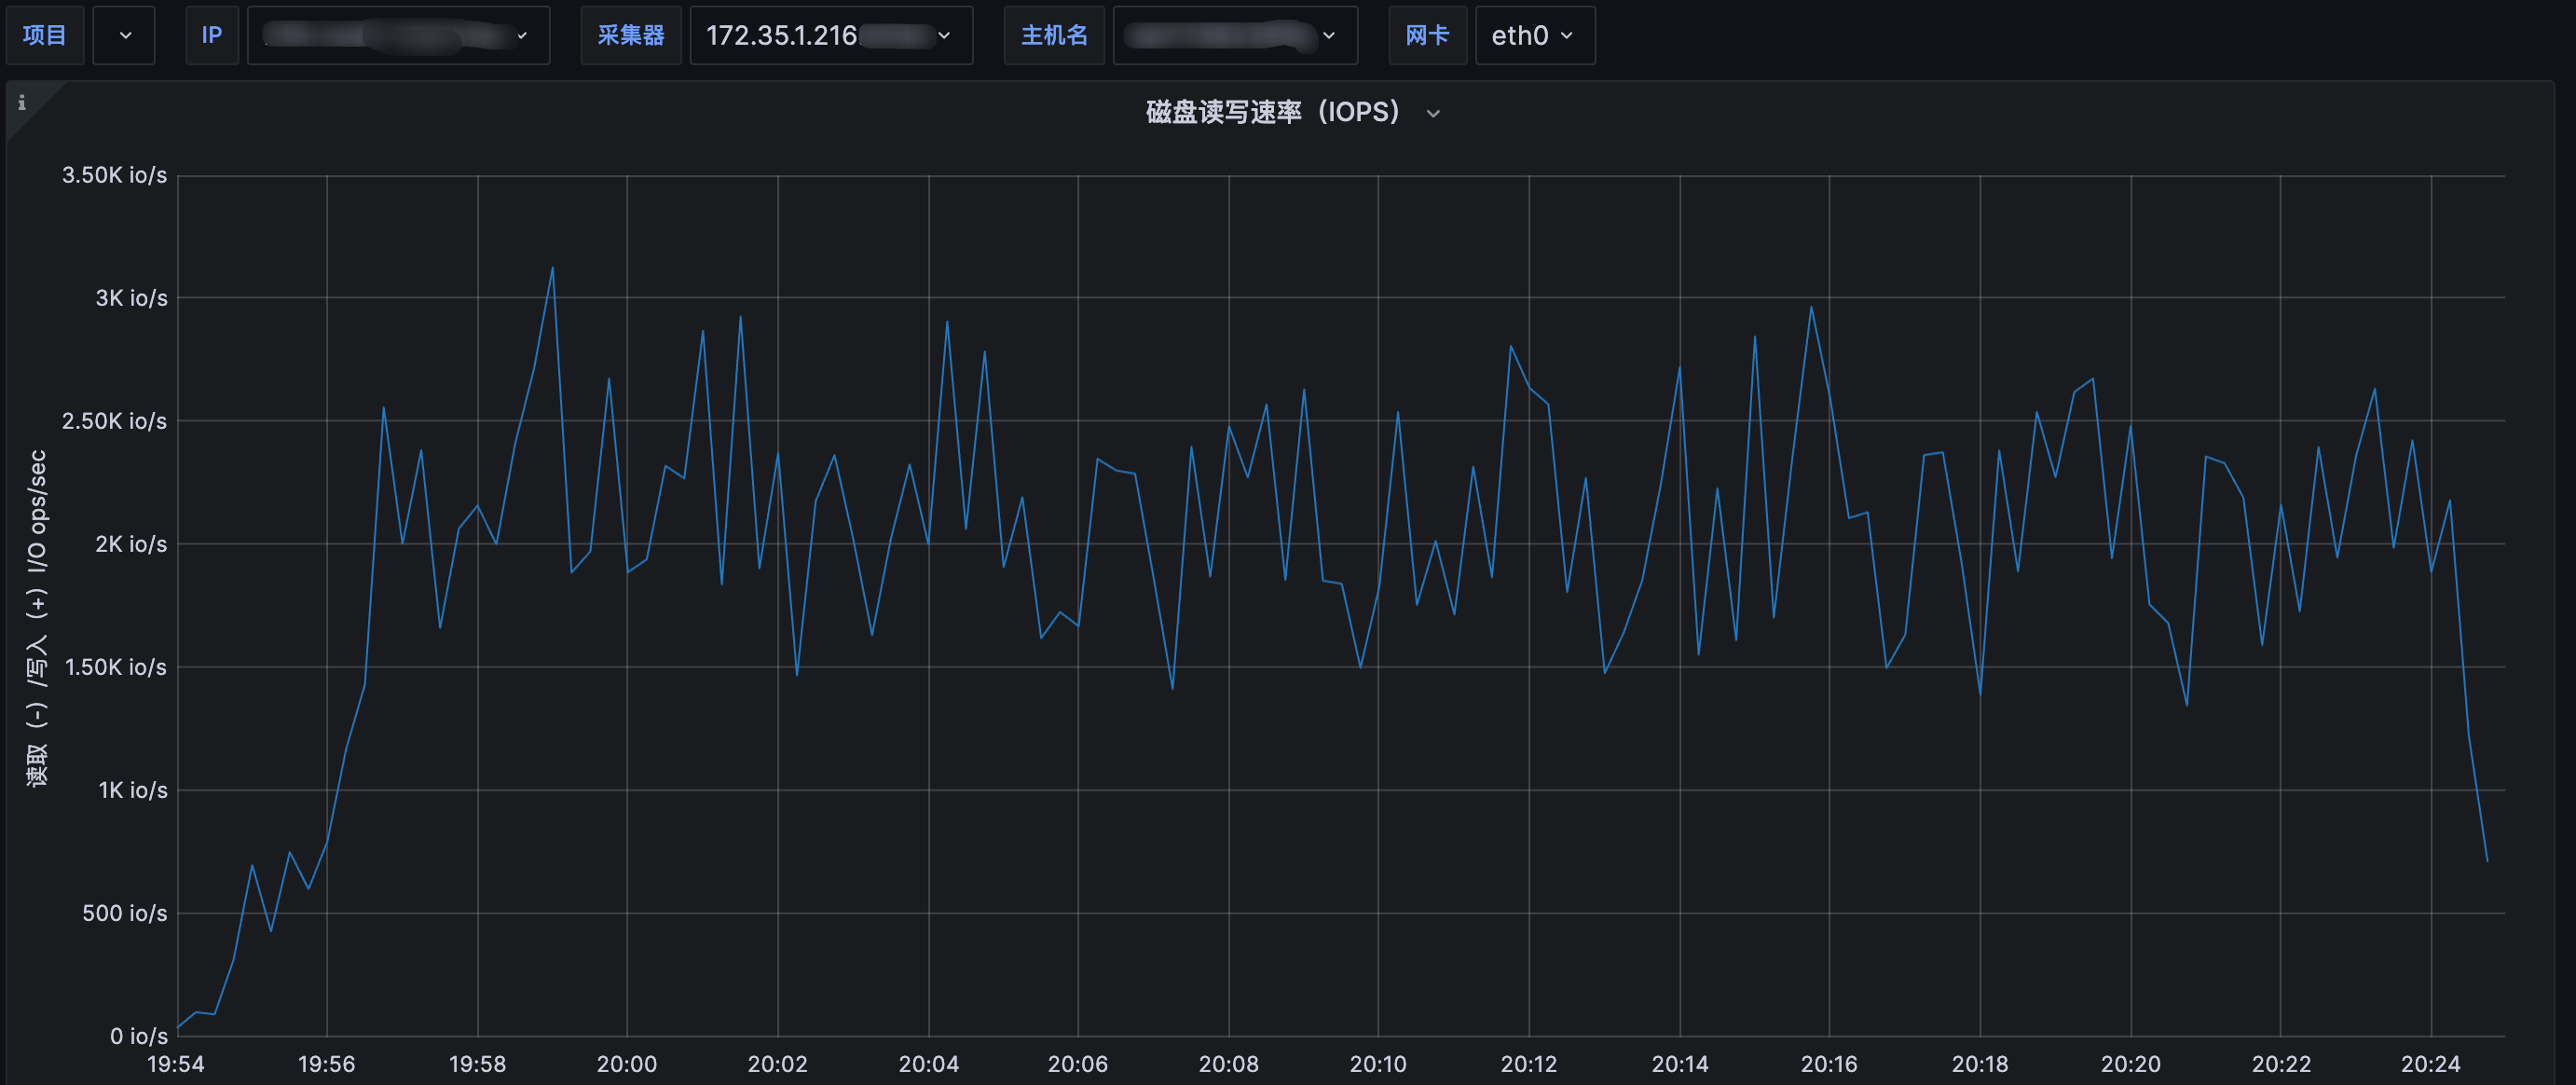 项目 IP 采集器 172.35.1.216 主机名 网卡 eth0
i
磁盘读写速率（IOPS）
读取（-）/写入（+）I/O ops/sec
3.50K io/s
3K io/s
2.50K io/s
2K io/s
1.50K io/s
1K io/s
500 io/s
0 io/s
19:54 19:56 19:58 20:00 20:02 20:04 20:06 20:08 20:10 20:12 20:14 20:16 20:18 20:20 20:22 20:24